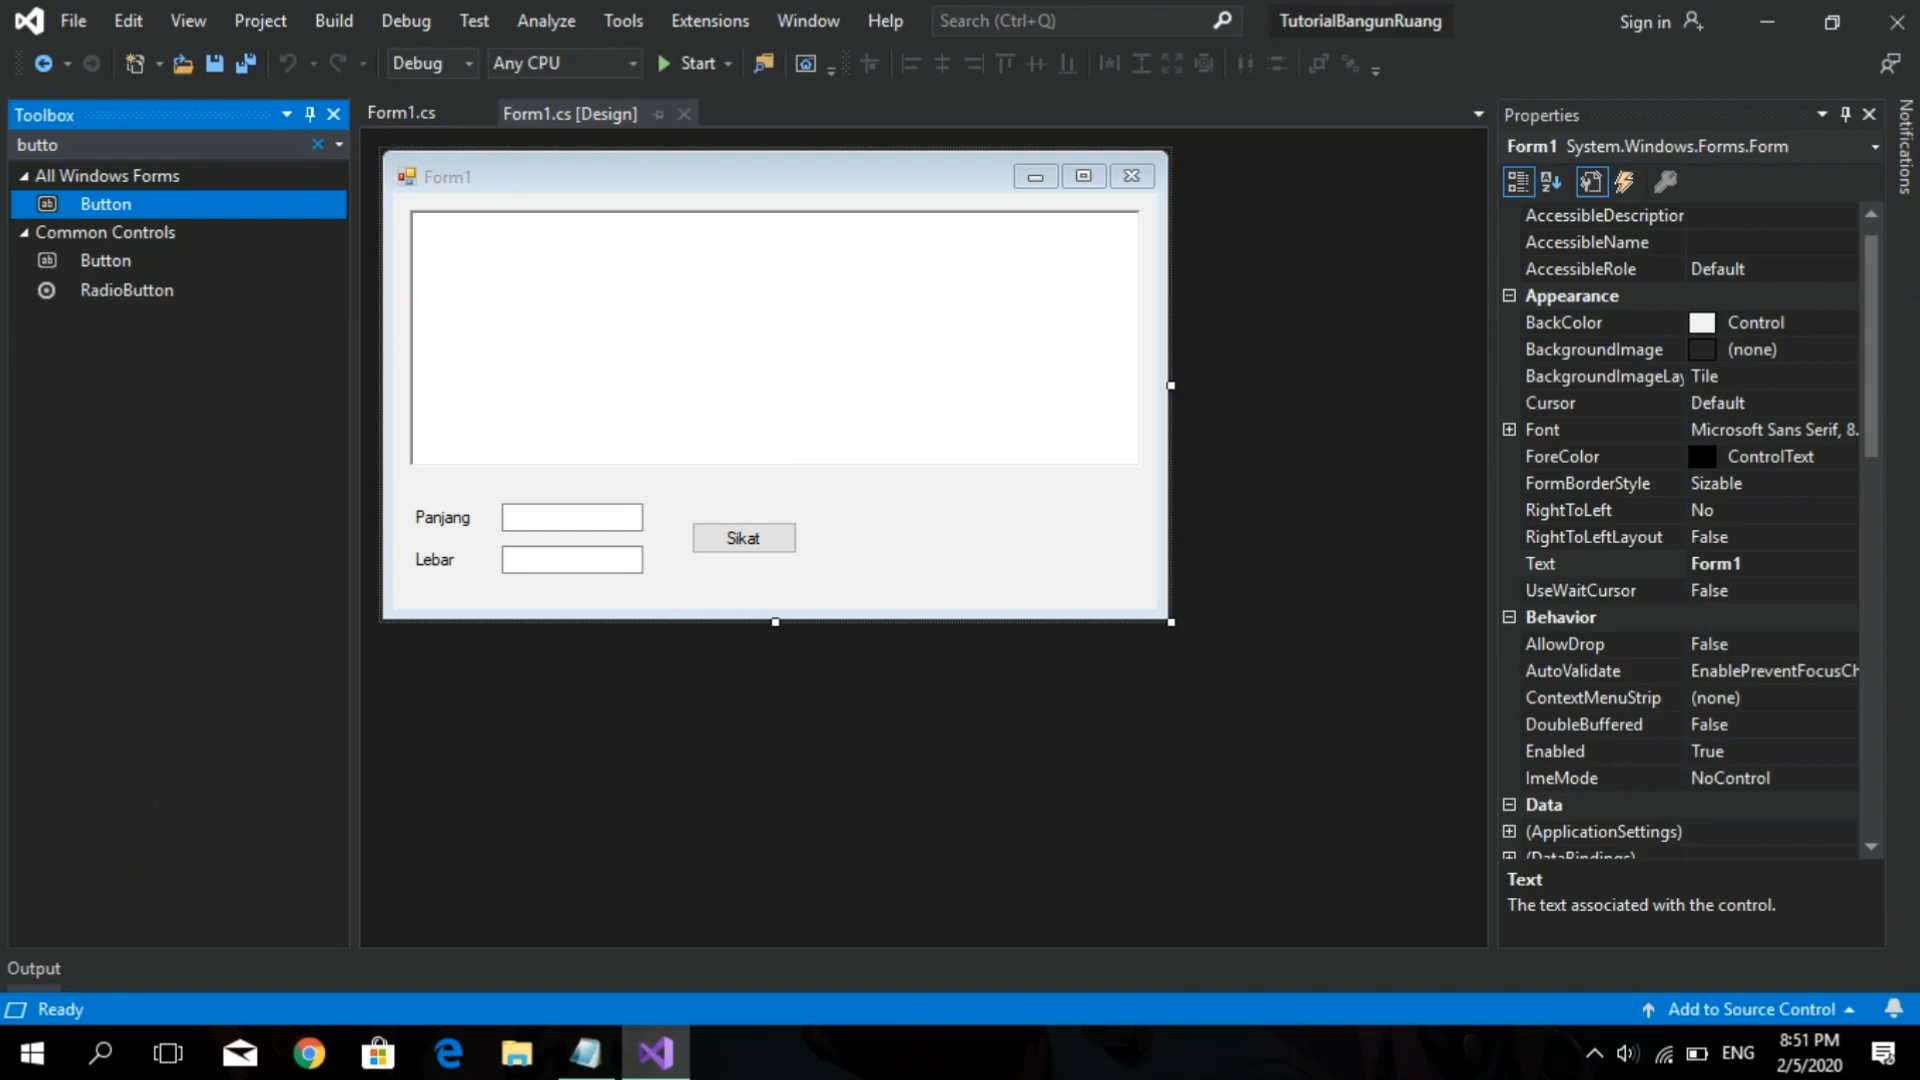 File Edit View Project Build Debug Test Analyze Tools Extensions Window Help Search (Ctrl+Q) TutorialBangunRuang Sign in
Debug Any CPU Start
Toolbox
butto
All Windows Forms
Button
Common Controls
Button
RadioButton
Form1.cs Form1.cs [Design]
Form1
Panjang
Lebar
Sikat
Properties
Form1 System.Windows.Forms.Form
AccessibleDescription
AccessibleName
AccessibleRole Default
Appearance
BackColor Control
BackgroundImage (none)
BackgroundImageLay Tile
Cursor Default
Font Microsoft Sans Serif, 8.
ForeColor ControlText
FormBorderStyle Sizable
RightToLeft No
RightToLeftLayout False
Text Form1
UseWaitCursor False
Behavior
AllowDrop False
AutoValidate EnablePreventFocusCh
ContextMenuStrip (none)
DoubleBuffered False
Enabled True
ImeMode NoControl
Data
(ApplicationSettings)
(DataBindings)
Text
The text associated with the control.
Notifications
Output
Ready
Add to Source Control
ENG
8:51 PM
2/5/2020